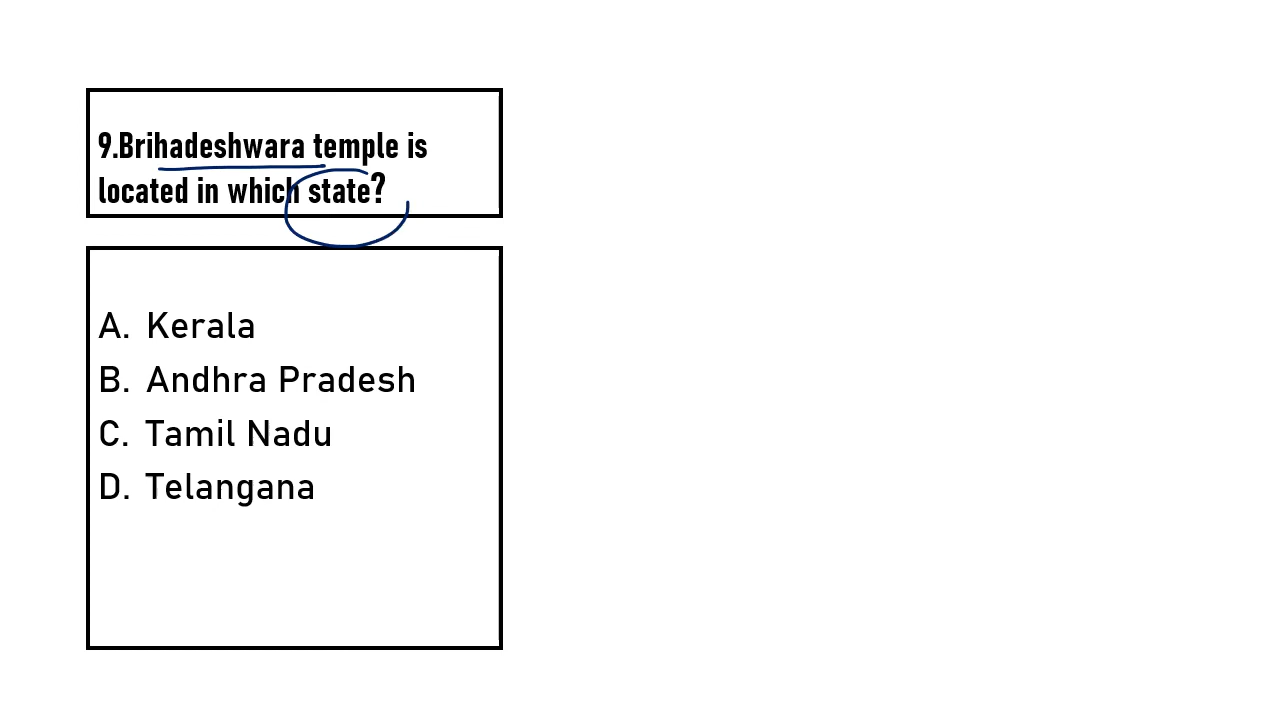 9.Brihadeshwara temple is
located in which state?
A. Kerala
B. Andhra Pradesh
C. Tamil Nadu
D. Telangana